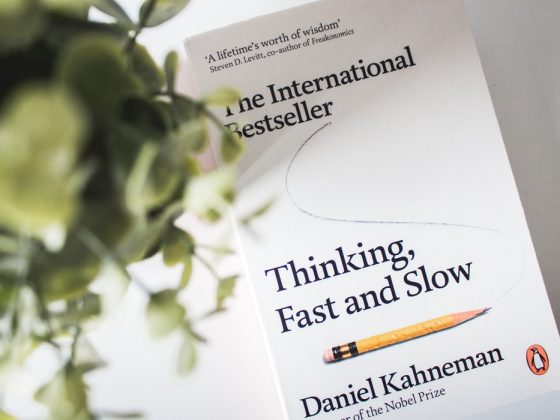 ‘A lifetime’s worth of wisdom’
Steven D. Levitt, co-author of Freakonomics
The International
Bestseller
Thinking,
Fast and Slow
Daniel Kahneman
of the Nobel Prize